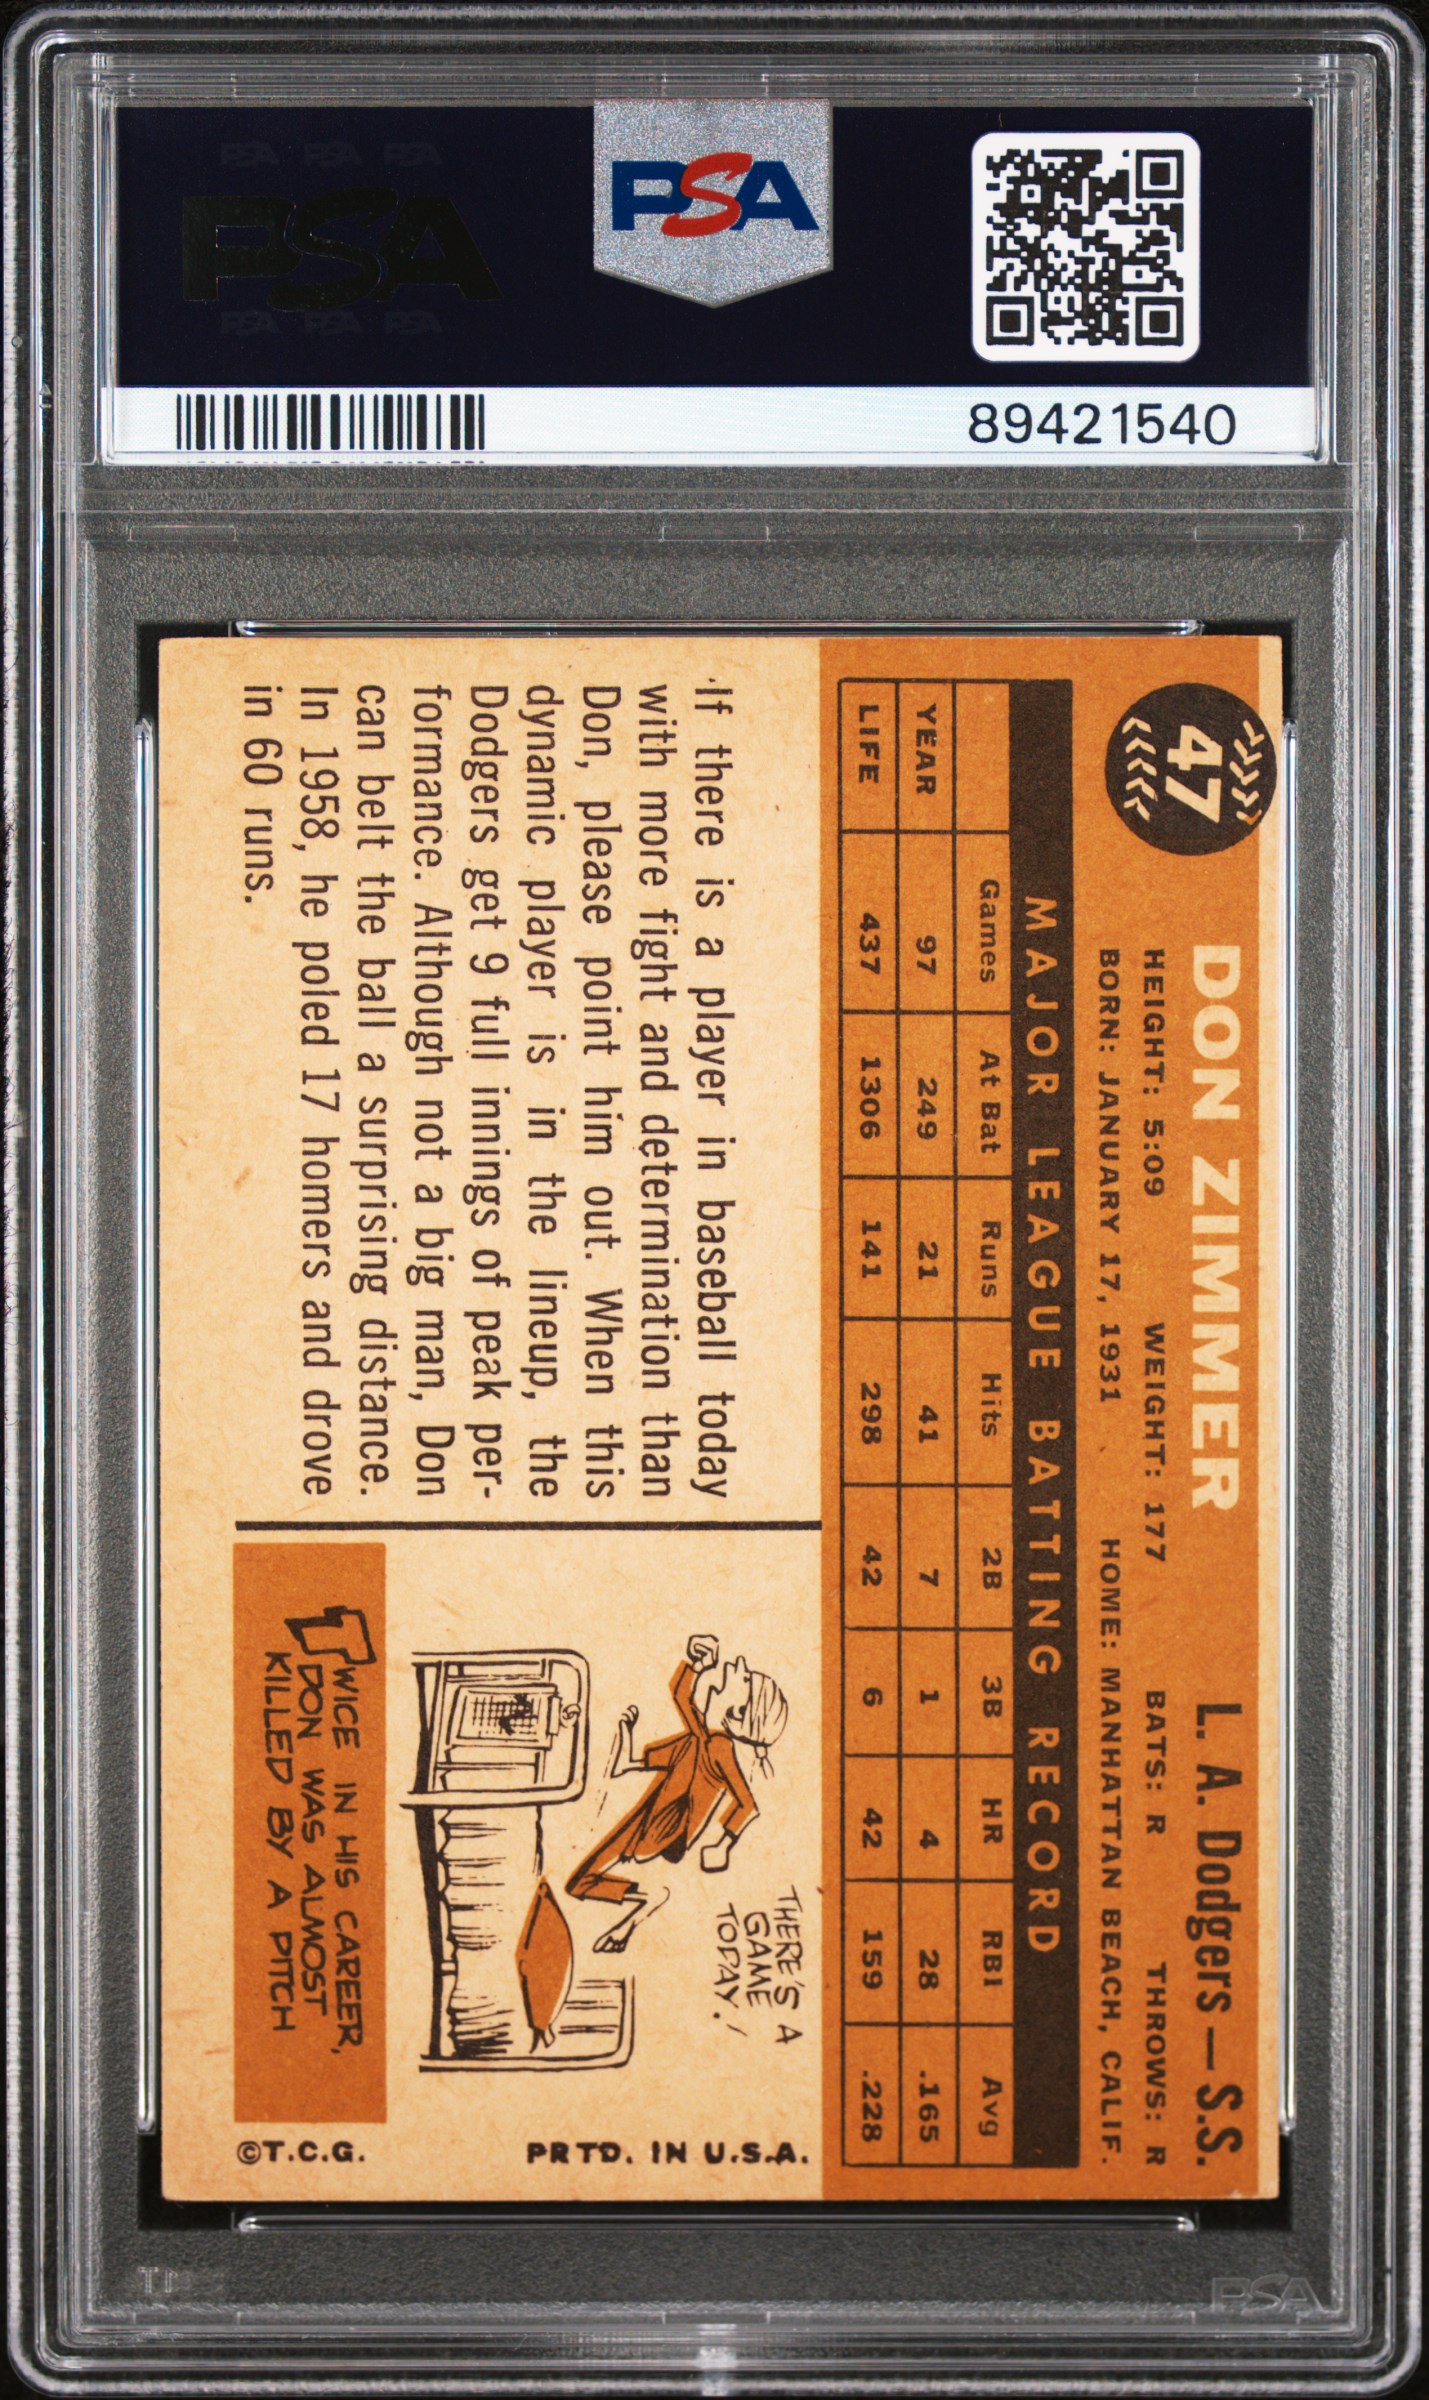 PSA
PSA
89421540
47
DON ZIMMER
L. A. Dodgers — S.S.
HEIGHT: 5:09 WEIGHT: 177 BATS: R THROWS: R
BORN: JANUARY 17, 1931 HOME: MANHATTAN BEACH, CALIF.
MAJOR LEAGUE BATTING RECORD
Games At Bat Runs Hits 2B 3B HR RBI Avg
YEAR 97 249 21 41 7 1 4 28 .165
LIFE 437 1306 141 298 42 6 42 159 .228
If there is a player in baseball today
with more fight and determination than
Don, please point him out. When this
dynamic player is in the lineup, the
Dodgers get 9 full innings of peak per-
formance. Although not a big man, Don
can belt the ball a surprising distance.
In 1958, he poled 17 homers and drove
in 60 runs.
THERE'S A
GAME
TODAY!
TWICE IN HIS CAREER,
DON WAS ALMOST
KILLED BY A PITCH
©T.C.G.
PRTD. IN U.S.A.
PSA